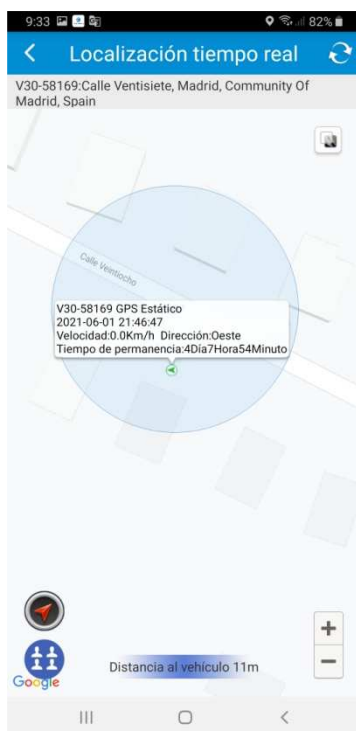 9:33
82%
Localización tiempo real
V30-58169:Calle Ventisiete, Madrid, Community Of
Madrid, Spain
Calle Veintiocho
V30-58169 GPS Estático
2021-06-01 21:46:47
Velocidad:0.0Km/h Dirección:Oeste
Tiempo de permanencia:4Día7Hora54Minuto
+
−
Google
Distancia al vehículo 11m